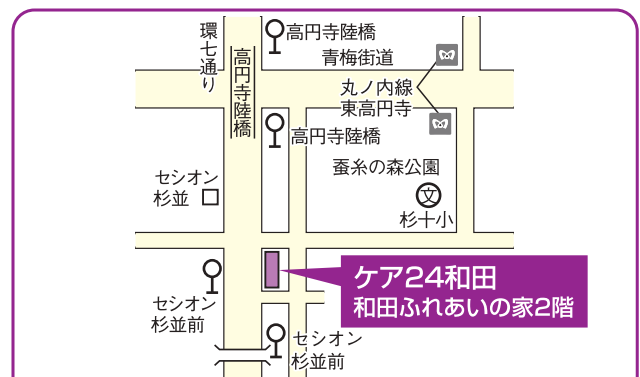 環七通り
高円寺陸橋
高円寺陸橋
青梅街道
丸ノ内線
東高円寺
高円寺陸橋
蚕糸の森公園
文
杉十小
セシオン
杉並
ケア24和田
和田ふれあいの家2階
セシオン
杉並前
セシオン
杉並前